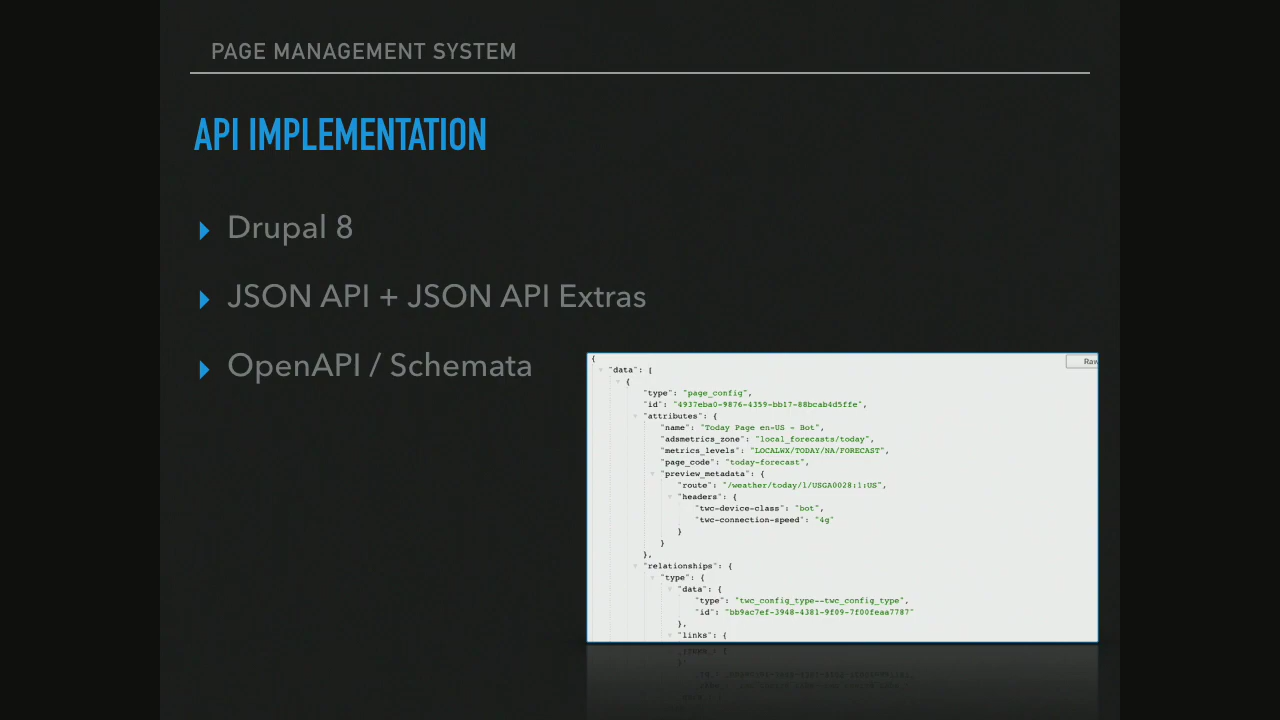 PAGE MANAGEMENT SYSTEM
API IMPLEMENTATION
Drupal 8
JSON API + JSON API Extras
OpenAPI / Schemata
Raw
{
"data": [
{
"type": "page_config",
"id": "4937eba0-9876-4359-bb17-88bcab4d5ffe",
"attributes": {
"name": "Today Page en-US - Bot",
"adsmetrics_zone": "local_forecasts/today",
"metrics_levels": "LOCALWX/TODAY/NA/FORECAST",
"page_code": "today-forecast",
"preview_metadata": {
"route": "/weather/today/l/USGA0028:1:US",
"headers": {
"twc-device-class": "bot",
"twc-connection-speed": "4g"
}
}
},
"relationships": {
"type": {
"data": {
"type": "twc_config_type--twc_config_type",
"id": "bb9ac7ef-3948-4381-9f09-7f00feaa7787"
},
"links": {